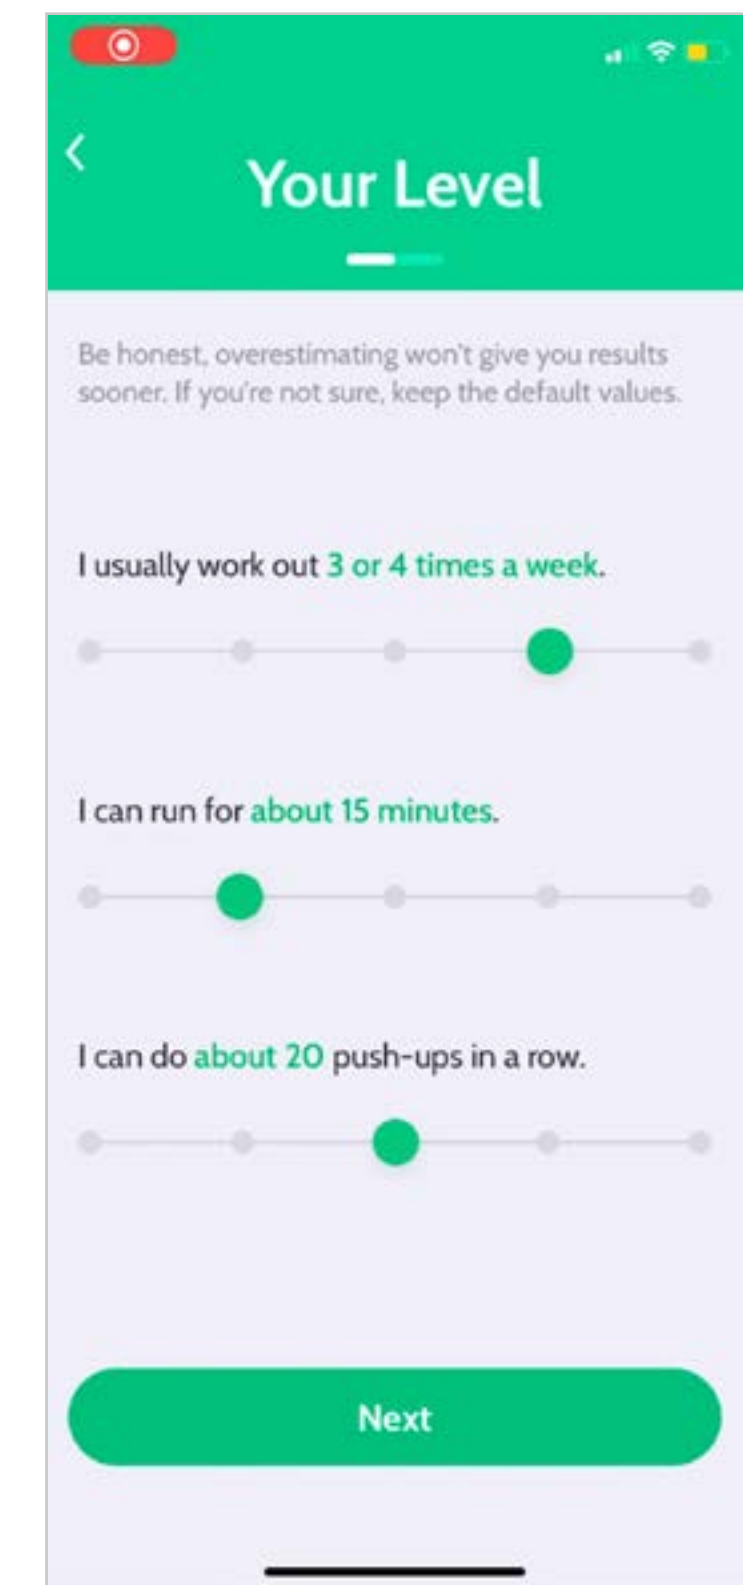 Your Level
Be honest, overestimating won't give you results
sooner. If you're not sure, keep the default values.
I usually work out 3 or 4 times a week.
I can run for about 15 minutes.
I can do about 20 push-ups in a row.
Next